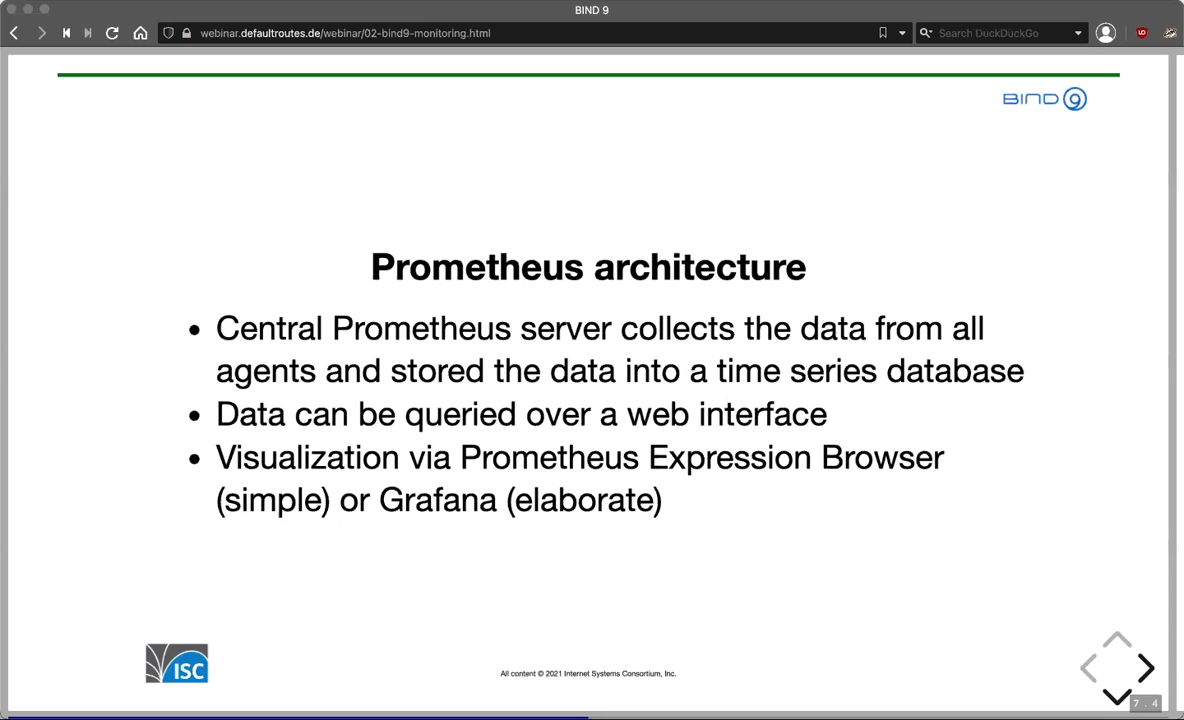 BIND 9
webinar.defaultroutes.de/webinar/02-bind9-monitoring.html
Search DuckDuckGo
BIND 9
Prometheus architecture
• Central Prometheus server collects the data from all
agents and stored the data into a time series database
• Data can be queried over a web interface
• Visualization via Prometheus Expression Browser
(simple) or Grafana (elaborate)
ISC
All content © 2021 Internet Systems Consortium, Inc.
7 . 4